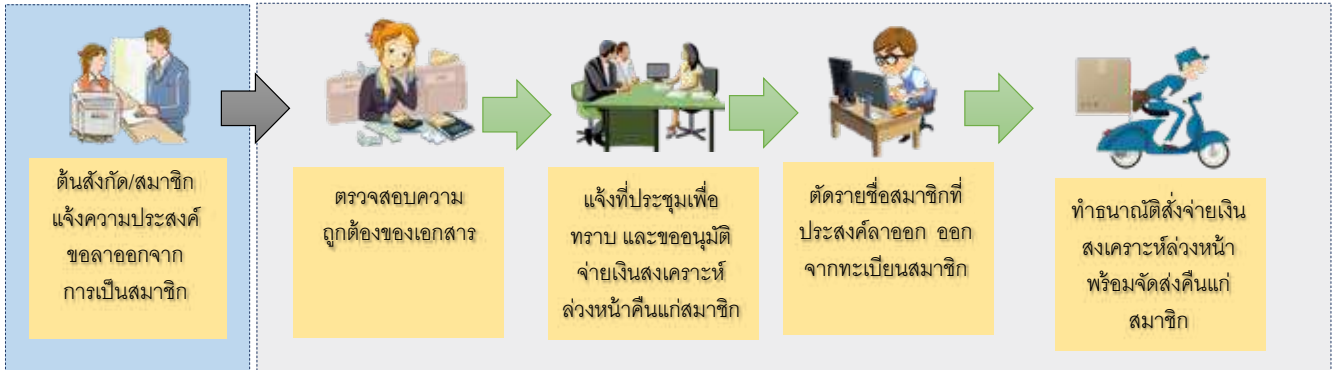 ต้นสังกัด/สมาชิก
แจ้งความประสงค์
ขอลาออกจาก
การเป็นสมาชิก
ตรวจสอบความ
ถูกต้องของเอกสาร
แจ้งที่ประชุมเพื่อ
ทราบ และขออนุมัติ
จ่ายเงินสงเคราะห์
ล่วงหน้าคืนแก่สมาชิก
ตัดรายชื่อสมาชิกที่
ประสงค์ลาออก ออก
จากทะเบียนสมาชิก
ทำธนาณัติสั่งจ่ายเงิน
สงเคราะห์ล่วงหน้า
พร้อมจัดส่งคืนแก่
สมาชิก